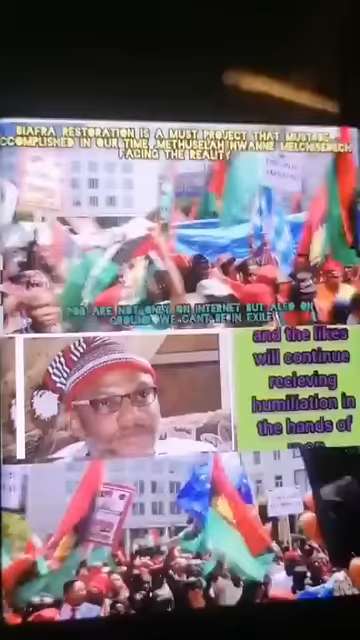 BIAFRA RESTORATION IS A MUST PROJECT THAT MUST BE
CCOMPLISHED IN OUR TIME METHUSELAH NWANNE MELCHISEDECH
FACING THE REALITY
ARE NOT ONLY ON INTERNET BUT ALSO ON
GROUND WE CANT BE IN EXILE
and the likes
will continue
recieving
humiliation in
the hands of